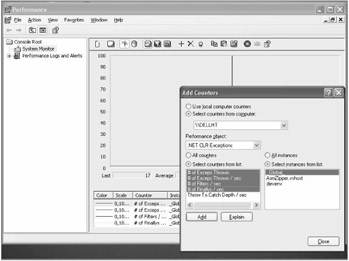 Performance
File Action View Favorites Window Help
Console Root
System Monitor
Performance Logs and Alerts
100
90
80
70
60
50
40
30
20
10
0
Last 17 Average
Color Scale Counter Insta
0,10... # of Excep ... _Glo
0,10... # of Excep ... _Glo
0,10... # of Filters / ... _Glo
0,10... # of Finallys ... _Glo
Add Counters
Use local computer counters
Select counters from computer:
\\DELLMT
Performance object:
.NET CLR Exceptions
All counters
Select counters from list
# of Exceps Thrown
# of Exceps Thrown / sec
# of Filters / sec
# of Finallys / sec
Throw To Catch Depth / sec
All instances
Select instances from list:
_Global_
devenv
Add Explain
Close